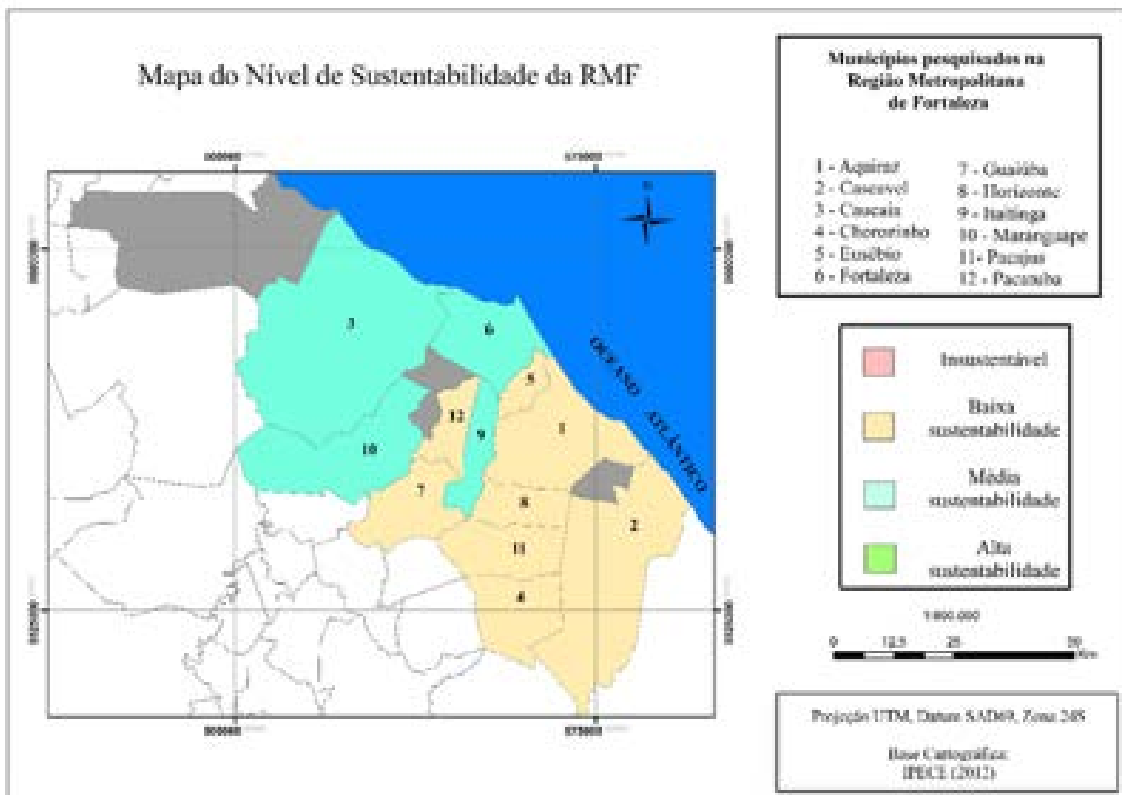 Mapa do Nível de Sustentabilidade da RMF
Municípios pesquisados na
Região Metropolitana
de Fortaleza
1 - Aquiraz
2 - Cascavel
3 - Caucaia
4 - Chorozinho
5 - Eusébio
6 - Fortaleza
7 - Guaiúba
8 - Horizonte
9 - Itaitinga
10 - Maranguape
11- Pacajus
12 - Pacatuba
3
6
5
12
9
1
10
7
8
2
11
4
OCEANO ATLÂNTICO
Insustentável
Baixa
sustentabilidade
Média
sustentabilidade
Alta
sustentabilidade
0 12,5 25 50
Km
Projeção UTM, Datum SAD69, Zona 24S
Base Cartográfica:
IPECE (2012)